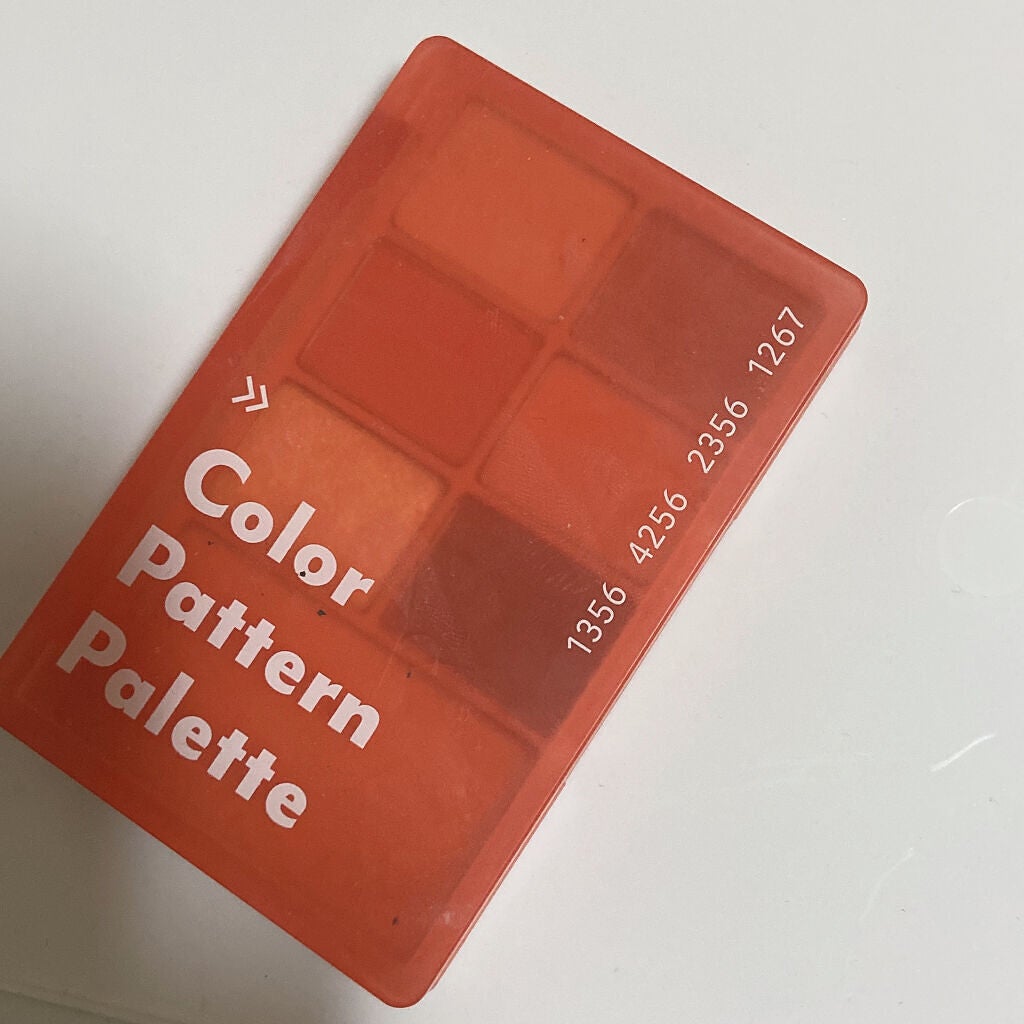 »
Color
Pattern
Palette
1356 4256 2356 1267